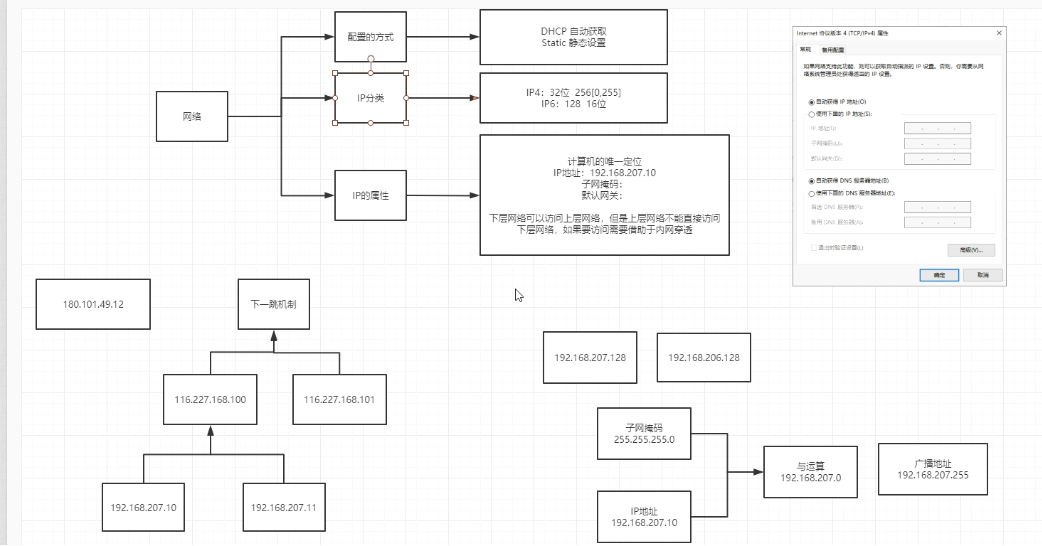 配置的方式
DHCP 自动获取
Static 静态设置
IP分类
IP4：32位 256[0,255]
IP6：128 16位
网络
IP的属性
计算机的唯一定位
IP地址：192.168.207.10
子网掩码：
默认网关：
下层网络可以访问上层网络，但是上层网络不能直接访问
下层网络，如果要访问需要借助于内网穿透
Internet 协议版本 4 (TCP/IPv4) 属性
常规 备用配置
如果网络支持此功能，则可以获取自动指派的 IP 设置。否则，你需要从网
络系统管理员处获得适当的 IP 设置。
自动获得 IP 地址(O)
使用下面的 IP 地址(S):
IP 地址(I):
子网掩码(U):
默认网关(D):
自动获得 DNS 服务器地址(B)
使用下面的 DNS 服务器地址(E):
首选 DNS 服务器(P):
备用 DNS 服务器(A):
退出时验证设置(L)
高级(V)...
确定 取消
180.101.49.12
下一跳机制
116.227.168.100
116.227.168.101
192.168.207.10
192.168.207.11
192.168.207.128
192.168.206.128
子网掩码
255.255.255.0
与运算
192.168.207.0
广播地址
192.168.207.255
IP地址
192.168.207.10